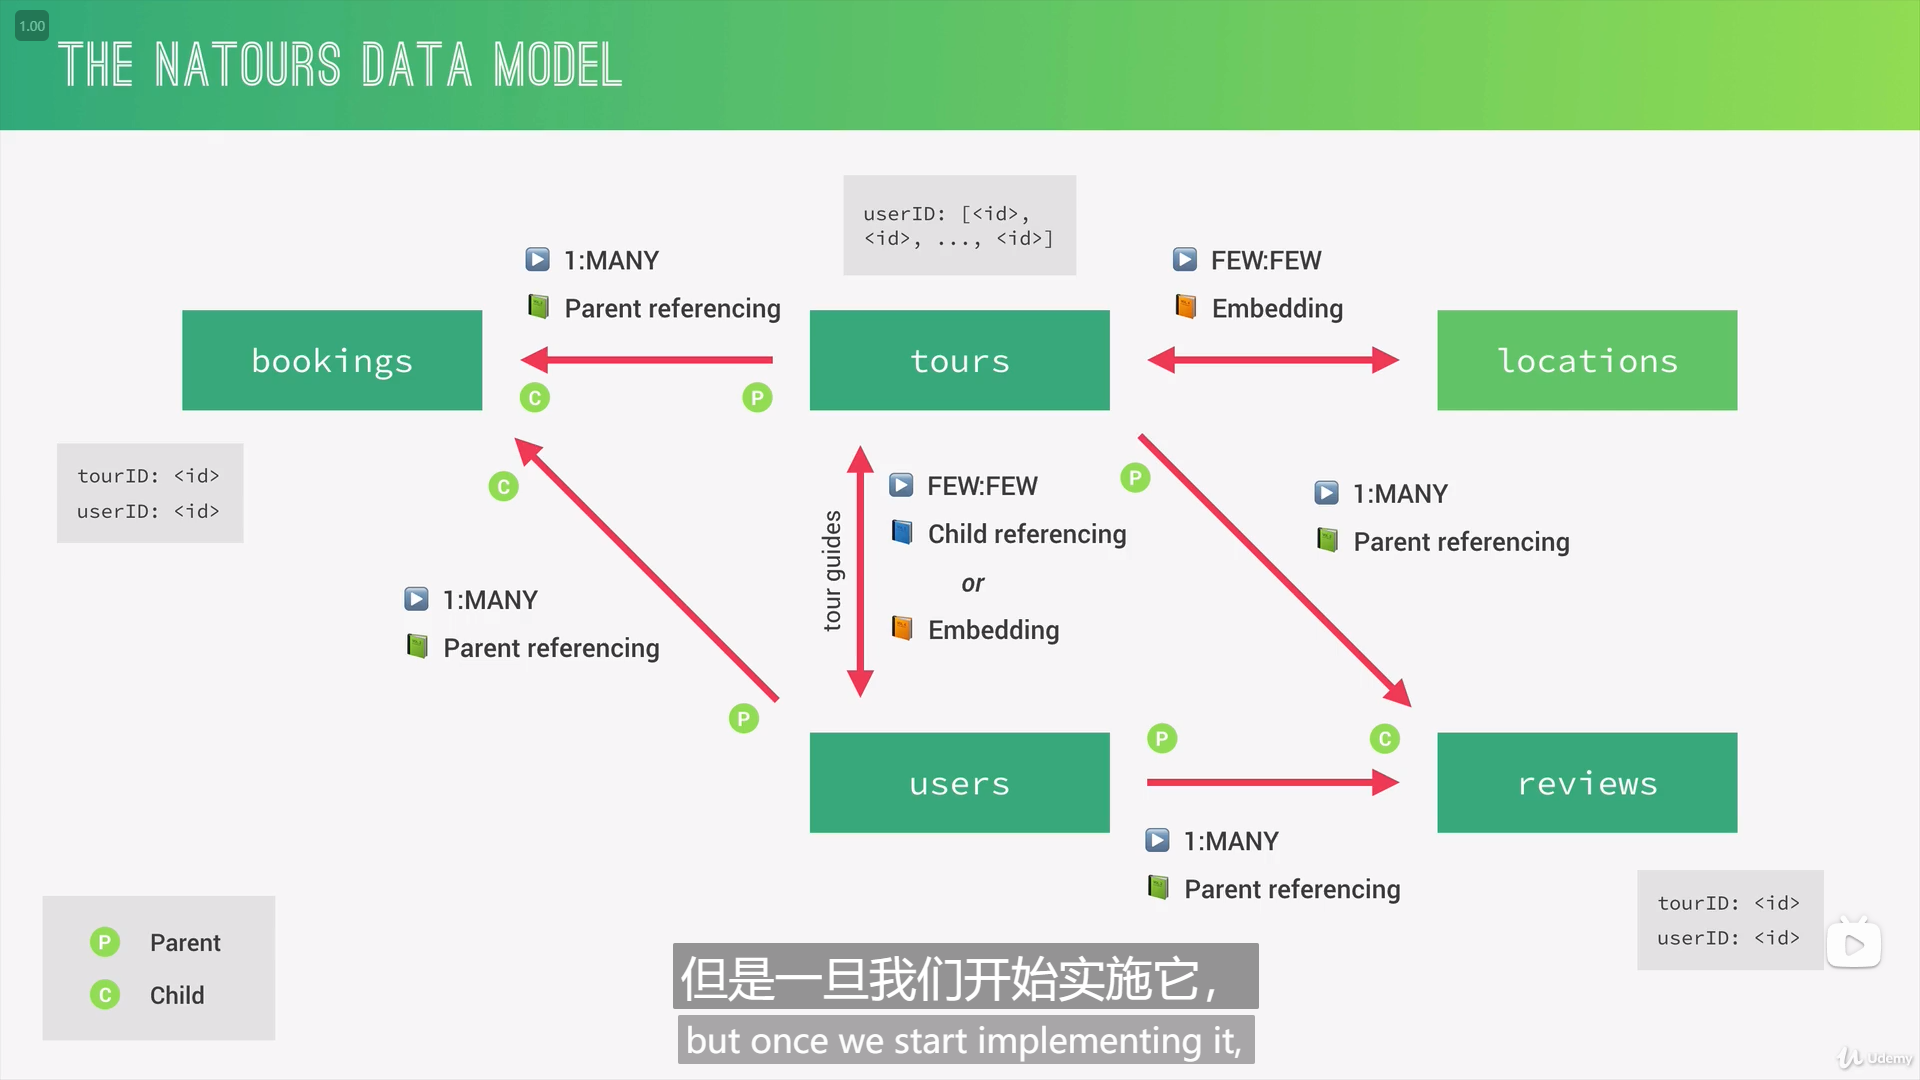 1.00
THE NATOURS DATA MODEL
userID: [<id>,
<id>, ..., <id>]
1:MANY
Parent referencing
FEW:FEW
Embedding
bookings
tours
locations
C
P
tourID: <id>
userID: <id>
C
1:MANY
Parent referencing
P
tour guides
FEW:FEW
Child referencing
or
Embedding
P
1:MANY
Parent referencing
users
P
C
reviews
1:MANY
Parent referencing
tourID: <id>
userID: <id>
P Parent
C Child
但是一旦我们开始实施它，
but once we start implementing it,
Udemy